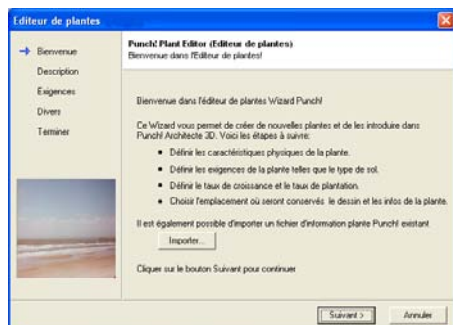 Editeur de plantes
Bienvenue
Description
Exigences
Divers
Terminer
Punch! Plant Editor (Editeur de plantes)
Bienvenue dans l'Editeur de plantes!
Bienvenue dans l'éditeur de plantes Wizard Punch!
Ce Wizard vous permet de créer de nouvelles plantes et de les introduire dans
Punch! Architecte 3D. Voici les étapes à suivre:
• Définir les caractéristiques physiques de la plante.
• Définir les exigences de la plante telles que le type de sol.
• Définir le taux de croissance et le taux de plantation.
• Choisir l'emplacement où seront conservés le dessin et les infos de la plante.
Il est également possible d'importer un fichier d'information plante Punch! existant
Importer...
Cliquer sur le bouton Suivant pour continuer
Suivant >
Annuler